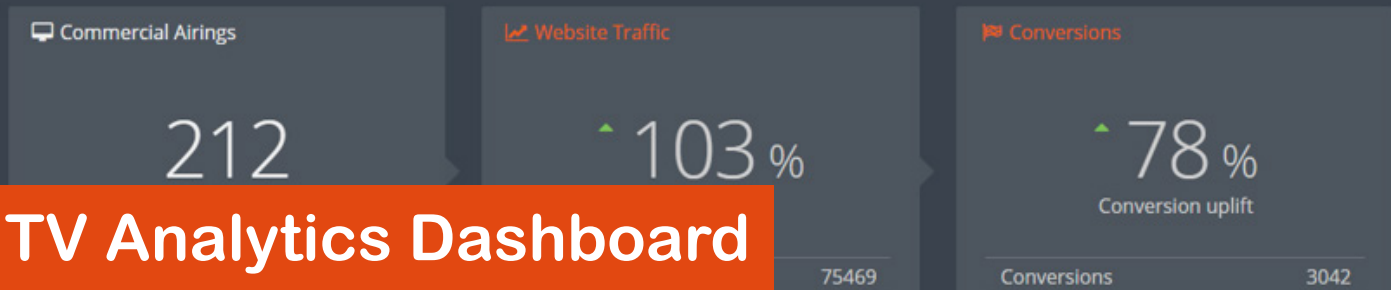 Commercial Airings
212
Website Traffic
103 %
75469
Conversions
78 %
Conversion uplift
Conversions 3042
TV Analytics Dashboard